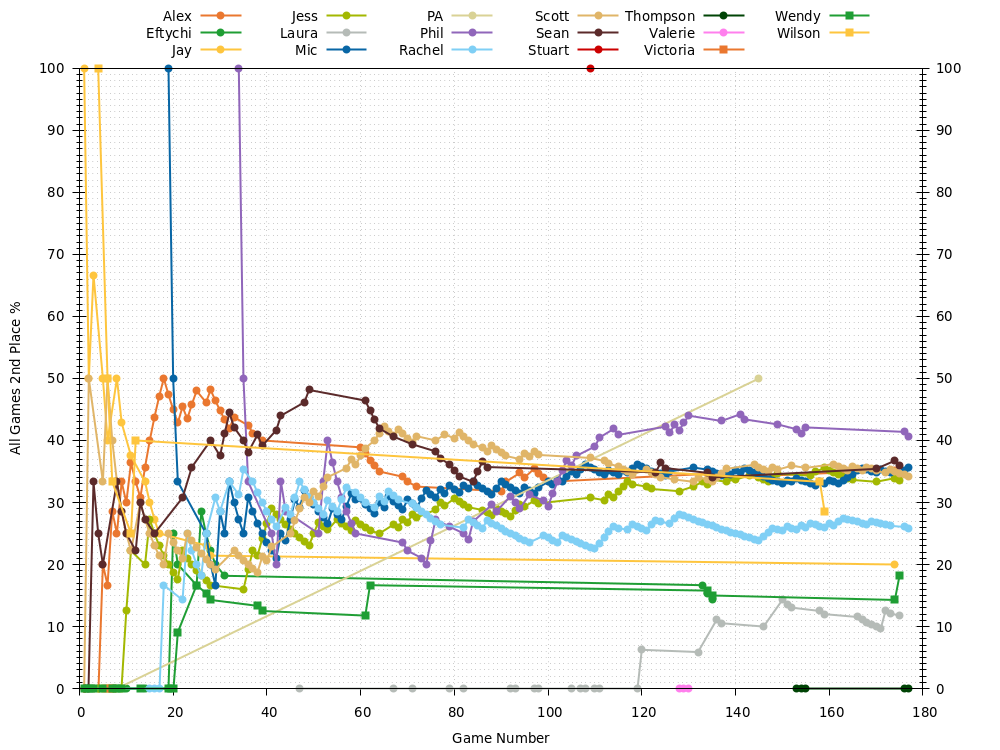 Alex Jess PA Scott Thompson Wendy
Eftychi Laura Phil Sean Valerie Wilson
Jay Mic Rachel Stuart Victoria
100 100
90 90
80 80
70 70
60 60
50 50
40 40
30 30
20 20
10 10
0 0
0 20 40 60 80 100 120 140 160 180
All Games 2nd Place %
Game Number